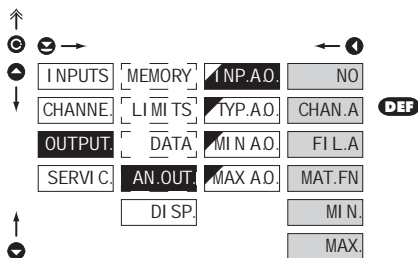 INPUTS MEMORY INP.A.O. NO
CHANNE. LIMITS TYP.A.O. CHAN.A DEF
OUTPUT. DATA MIN A.O. FIL.A
SERVIC. AN.OUT. MAX A.O. MAT.FN
DISP. MIN.
MAX.